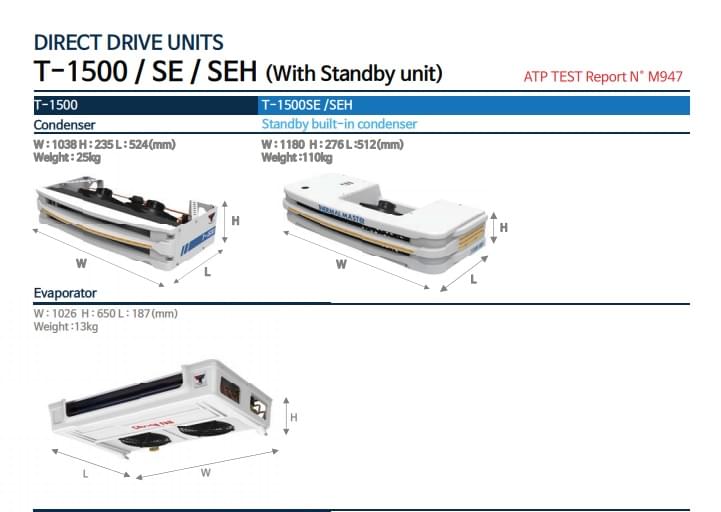 DIRECT DRIVE UNITS
T-1500 / SE / SEH (With Standby unit)
ATP TEST Report N° M947
T-1500
T-1500SE /SEH
Condenser
Standby built-in condenser
W : 1038 H : 235 L : 524(mm)
Weight : 25kg
W : 1180 H : 276 L :512(mm)
Weight :110kg
THERMAL MASTER
H
W
L
H
W
L
Evaporator
W : 1026 H : 650 L : 187(mm)
Weight :13kg
H
L
W